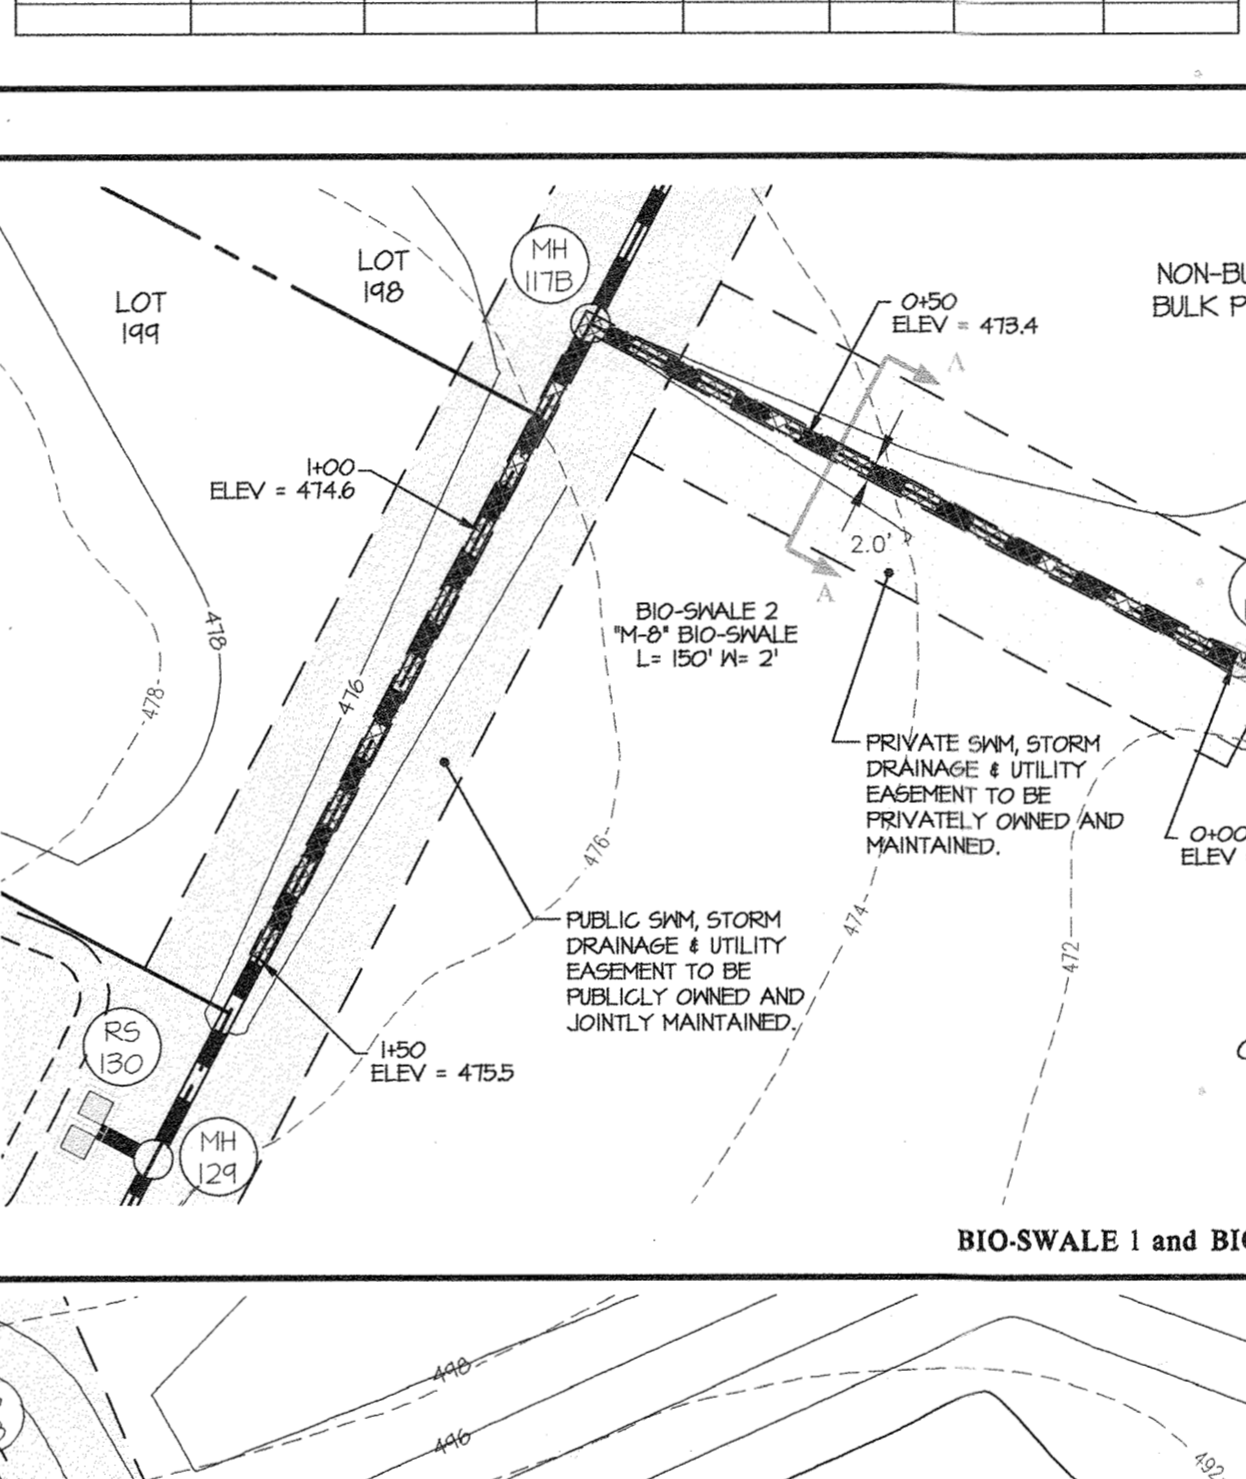 MH
117B
LOT
198
LOT
199
NON-BU
BULK P
0+50
ELEV = 473.4
A
1+00
ELEV = 474.6
2.0'
A
BIO-SWALE 2
"M-8" BIO-SWALE
L= 150' W= 2'
478
478
476
476
PRIVATE SWM, STORM
DRAINAGE & UTILITY
EASEMENT TO BE
PRIVATELY OWNED AND
MAINTAINED.
0+00
ELEV
474
472
PUBLIC SWM, STORM
DRAINAGE & UTILITY
EASEMENT TO BE
PUBLICLY OWNED AND
JOINTLY MAINTAINED.
RS
130
1+50
ELEV = 475.5
MH
129
BIO-SWALE 1 and BIO
498
496
492